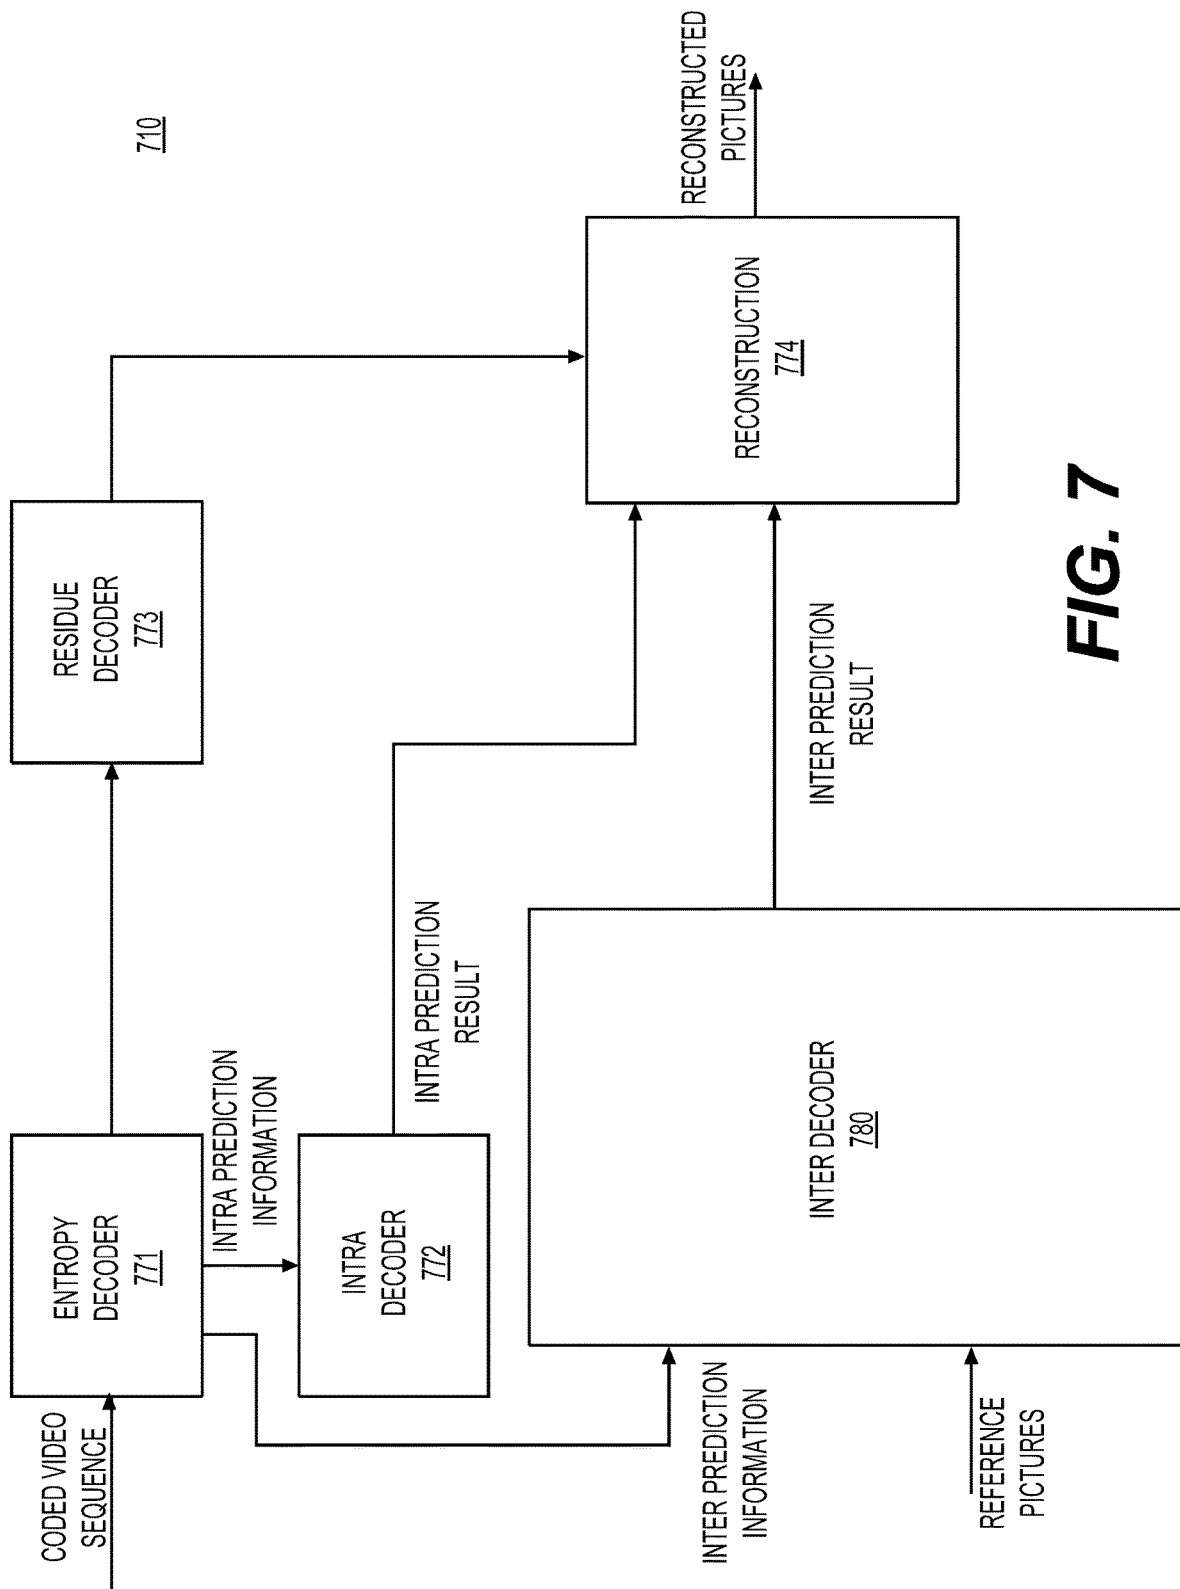 710
CODED VIDEO
SEQUENCE
ENTROPY
DECODER
771
RESIDUE
DECODER
773
INTRA PREDICTION
INFORMATION
INTRA
DECODER
772
INTRA PREDICTION
RESULT
INTER PREDICTION
INFORMATION
REFERENCE
PICTURES
INTER DECODER
780
INTER PREDICTION
RESULT
RECONSTRUCTION
774
RECONSTRUCTED
PICTURES
FIG. 7